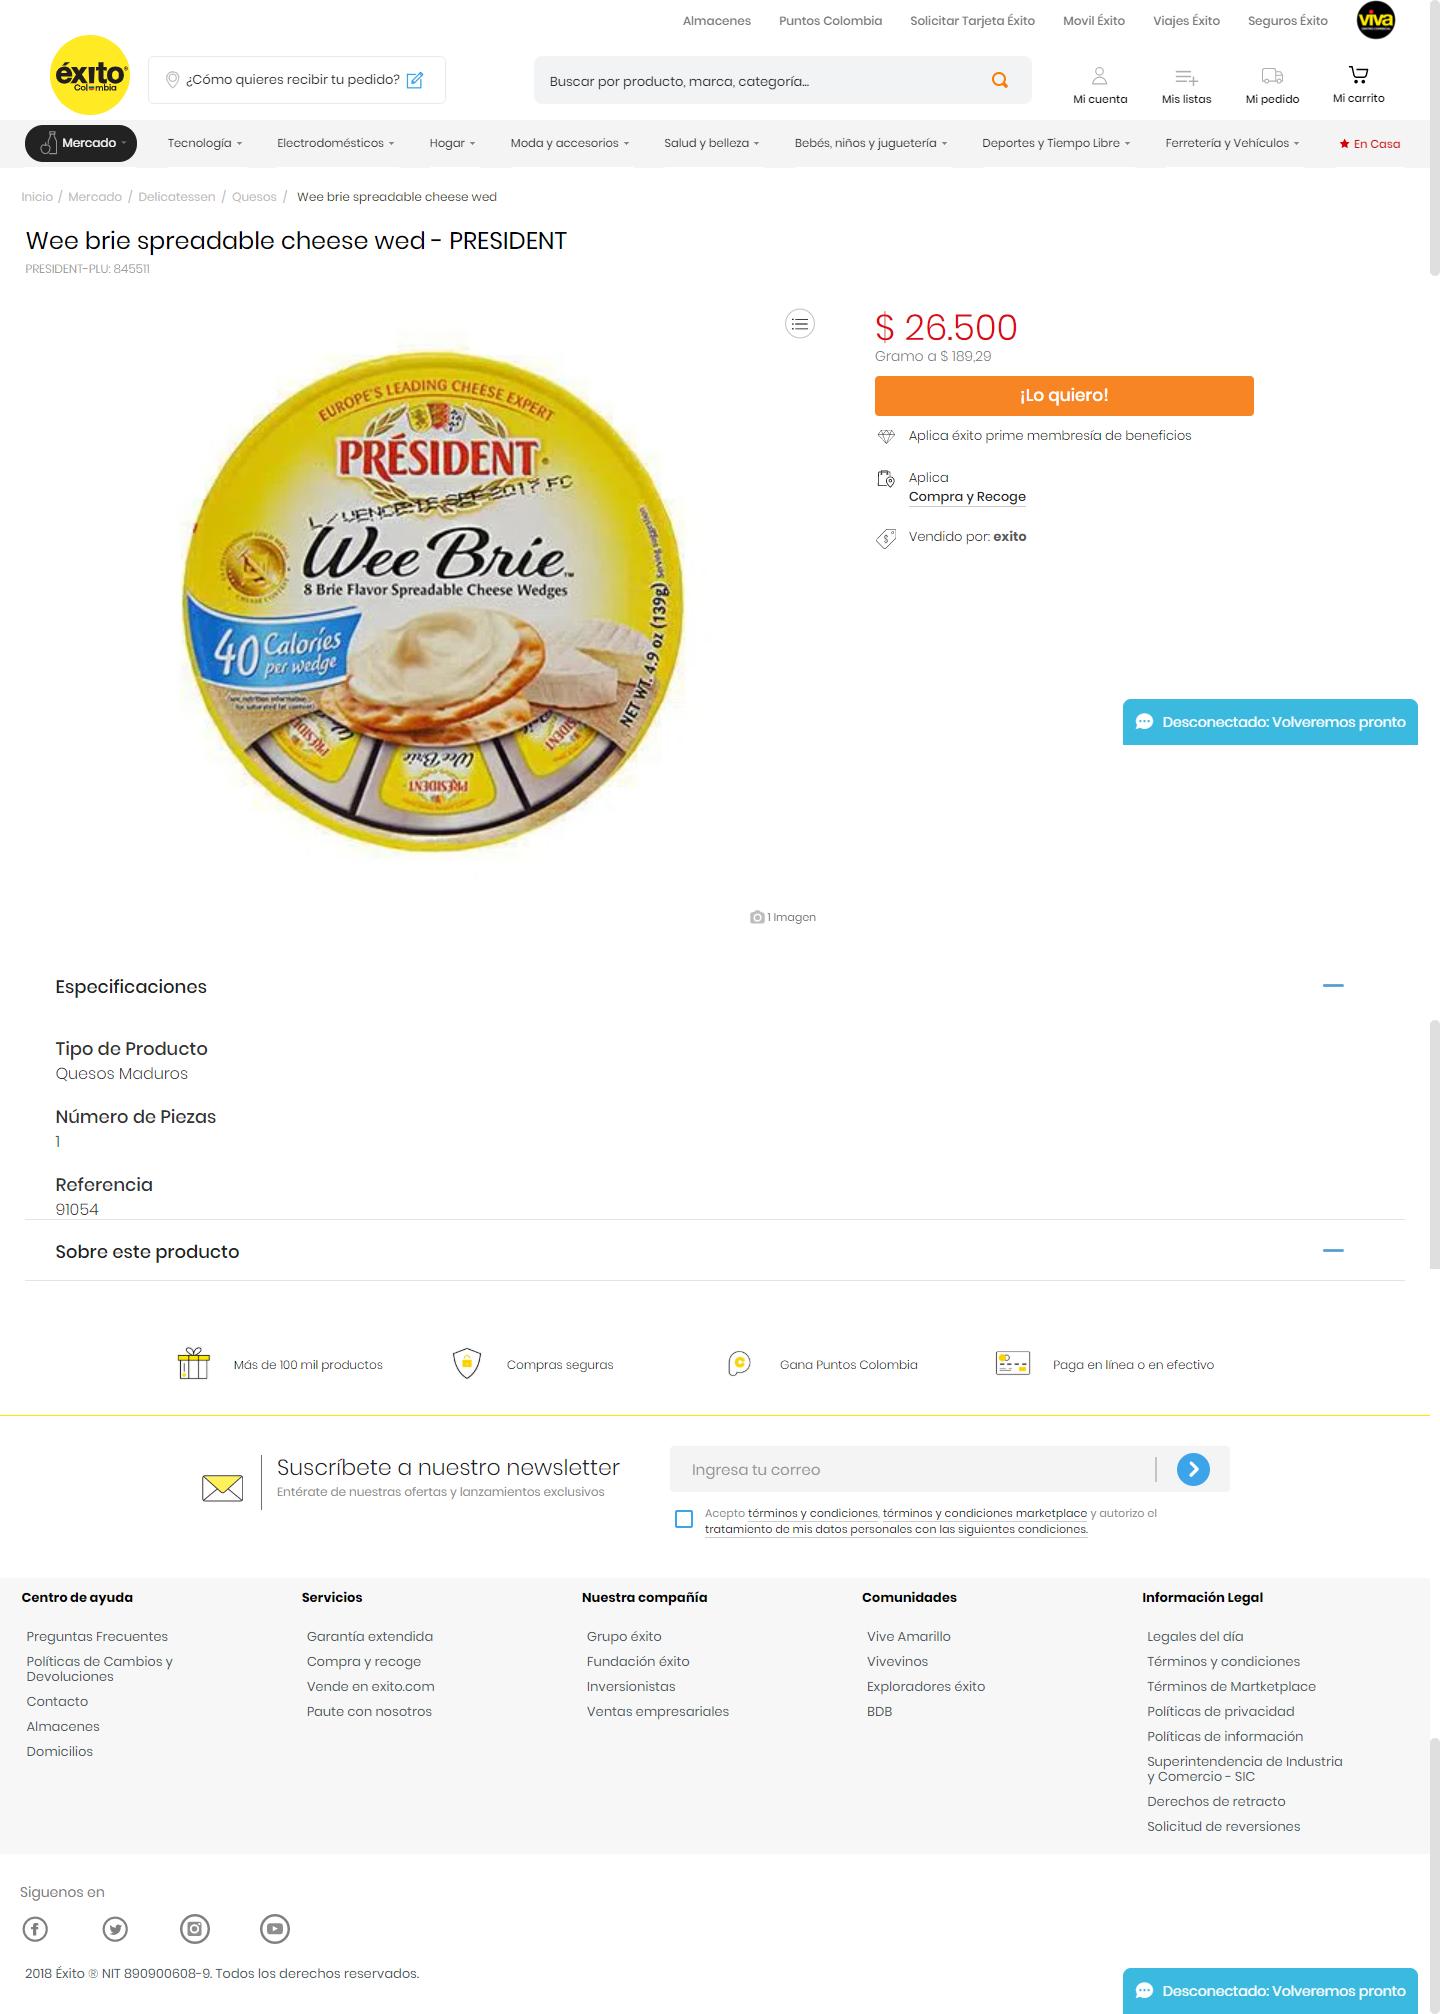 Almacenes Puntos Colombia Solicitar Tarjeta Éxito Movil Éxito Viajes Éxito Seguros Éxito viva
éxito
Colombia
¿Cómo quieres recibir tu pedido?
Buscar por producto, marca, categoría...
Mi cuenta Mis listas Mi pedido Mi carrito
Mercado Tecnología Electrodomésticos Hogar Moda y accesorios Salud y belleza Bebés, niños y juguetería Deportes y Tiempo Libre Ferretería y Vehículos En Casa
Inicio / Mercado / Delicatessen / Quesos / Wee brie spreadable cheese wed
Wee brie spreadable cheese wed - PRESIDENT
PRESIDENT-PLU: 845511
EUROPE'S LEADING CHEESE EXPERT
PRÉSIDENT
Wee Brie™
8 Brie Flavor Spreadable Cheese Wedges
40 Calories
per wedge
NET WT. 4.9 oz (139g)
Wee Brie
PRÉSIDENT
$ 26.500
Gramo a $ 189,29
¡Lo quiero!
Aplica éxito prime membresía de beneficios
Aplica
Compra y Recoge
Vendido por: exito
Desconectado: Volveremos pronto
1 Imagen
Especificaciones
Tipo de Producto
Quesos Maduros
Número de Piezas
1
Referencia
91054
Sobre este producto
Más de 100 mil productos Compras seguras Gana Puntos Colombia Paga en línea o en efectivo
Suscríbete a nuestro newsletter
Entérate de nuestras ofertas y lanzamientos exclusivos
Ingresa tu correo
Acepto términos y condiciones, términos y condiciones marketplace y autorizo el
tratamiento de mis datos personales con las siguientes condiciones.
Centro de ayuda
Preguntas Frecuentes
Políticas de Cambios y
Devoluciones
Contacto
Almacenes
Domicilios
Servicios
Garantía extendida
Compra y recoge
Vende en exito.com
Paute con nosotros
Nuestra compañía
Grupo éxito
Fundación éxito
Inversionistas
Ventas empresariales
Comunidades
Vive Amarillo
Vivevinos
Exploradores éxito
BDB
Información Legal
Legales del día
Términos y condiciones
Términos de Martketplace
Políticas de privacidad
Políticas de información
Superintendencia de Industria
y Comercio - SIC
Derechos de retracto
Solicitud de reversiones
Siguenos en
2018 Éxito ® NIT 890900608-9. Todos los derechos reservados.
Desconectado: Volveremos pronto